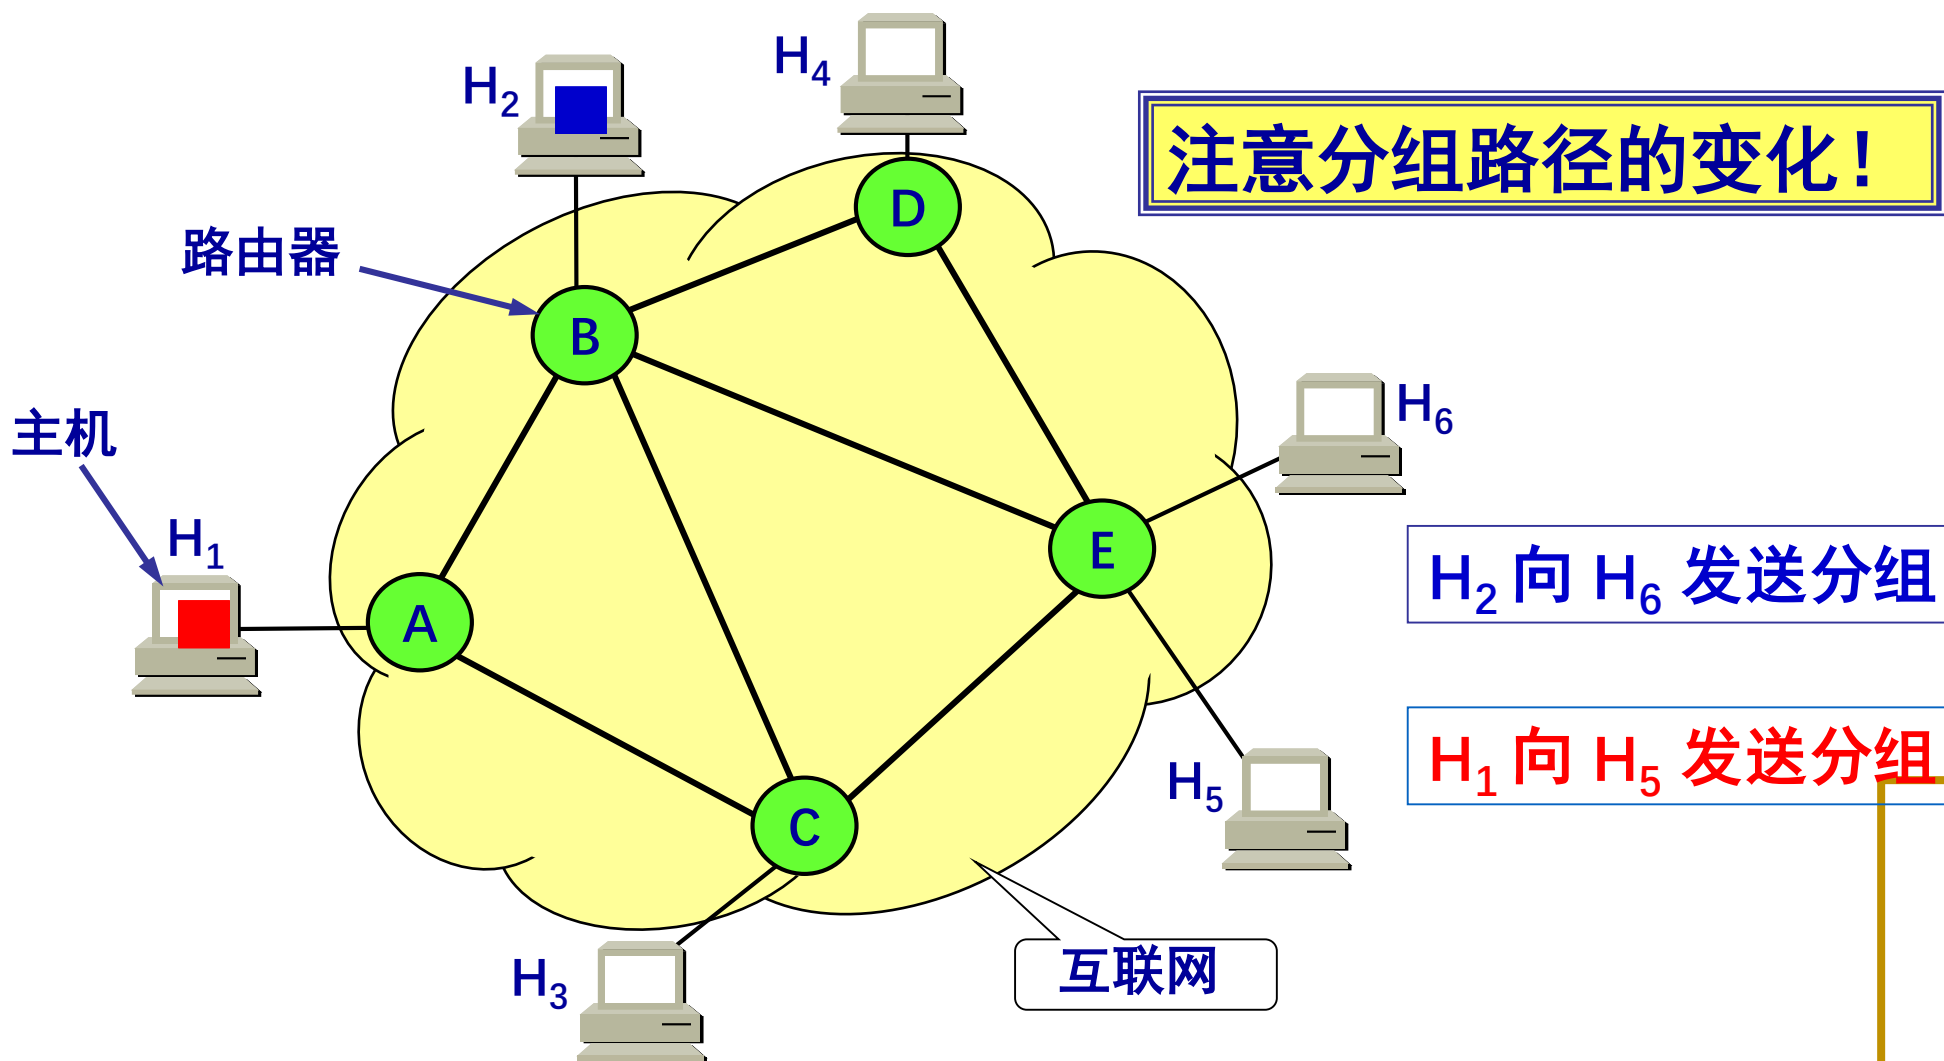 H4
H2
注意分组路径的变化！
D
路由器
B
H6
主机
H1
E
H2 向 H6 发送分组
A
H1 向 H5 发送分组
H5
C
互联网
H3